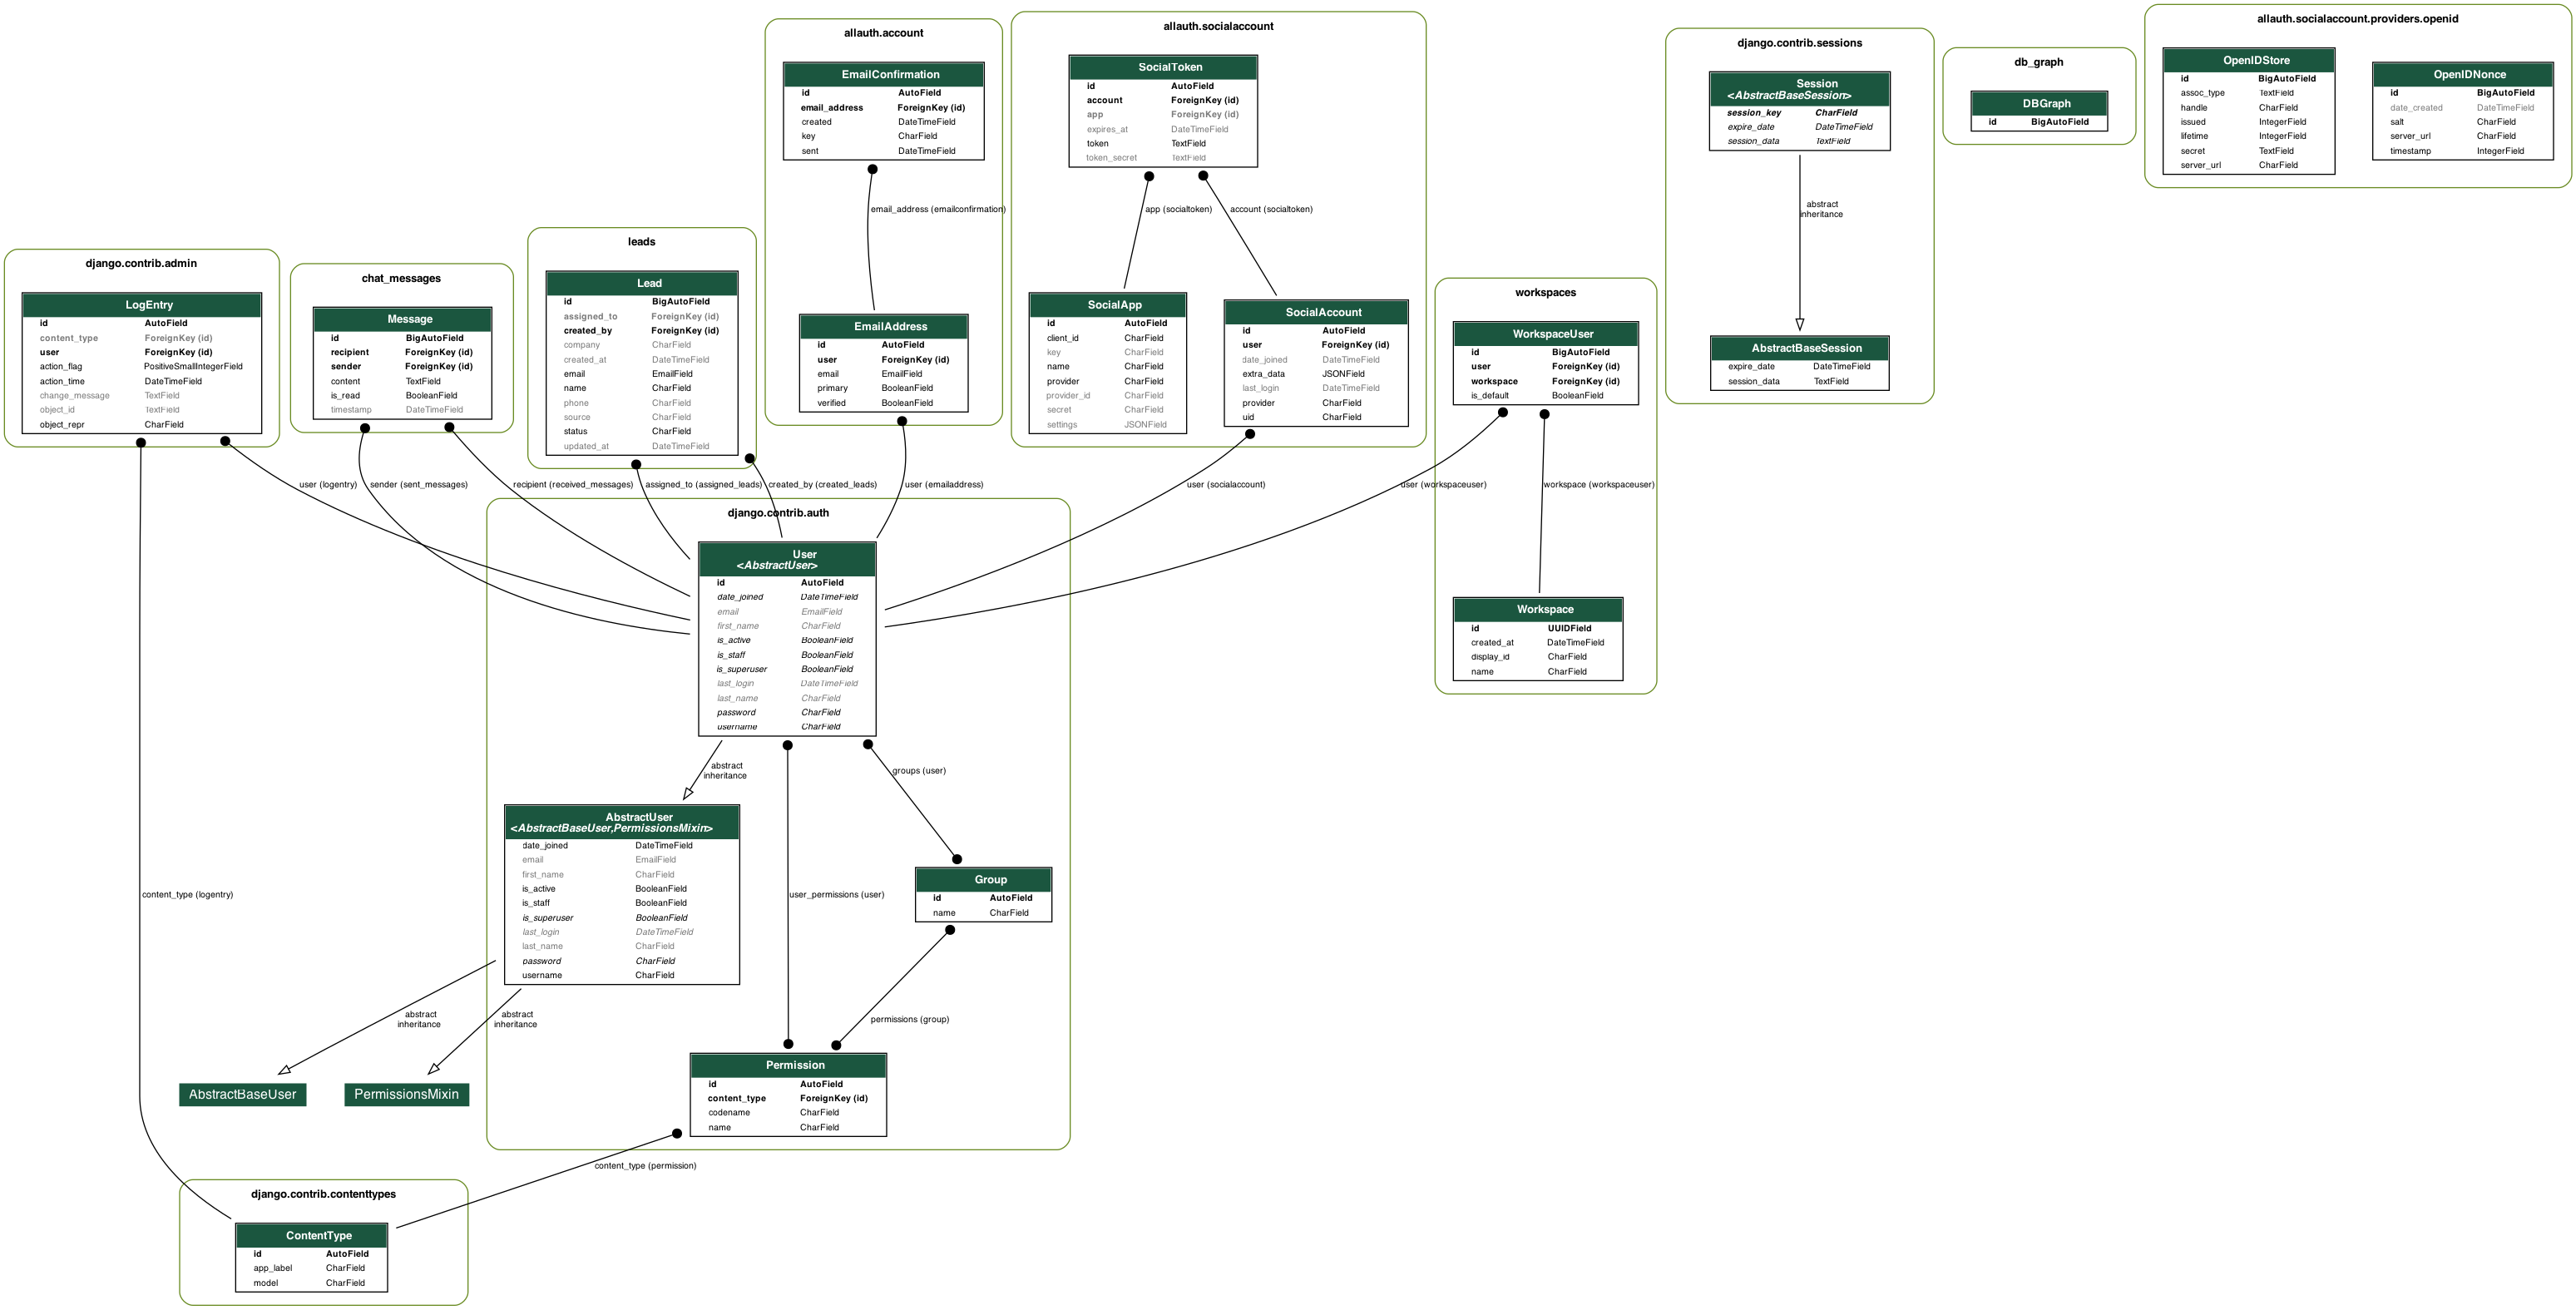 django.contrib.admin
LogEntry
id AutoField
content_type ForeignKey (id)
user ForeignKey (id)
action_flag PositiveSmallIntegerField
action_time DateTimeField
change_message TextField
object_id TextField
object_repr CharField
chat_messages
Message
id BigAutoField
recipient ForeignKey (id)
sender ForeignKey (id)
content TextField
is_read BooleanField
timestamp DateTimeField
leads
Lead
id BigAutoField
assigned_to ForeignKey (id)
created_by ForeignKey (id)
company CharField
created_at DateTimeField
email EmailField
name CharField
phone CharField
source CharField
status CharField
updated_at DateTimeField
allauth.account
EmailConfirmation
id AutoField
email_address ForeignKey (id)
created DateTimeField
key CharField
sent DateTimeField
email_address (emailconfirmation)
EmailAddress
id AutoField
user ForeignKey (id)
email EmailField
primary BooleanField
verified BooleanField
allauth.socialaccount
SocialToken
id AutoField
account ForeignKey (id)
app ForeignKey (id)
expires_at DateTimeField
token TextField
token_secret TextField
app (socialtoken)
account (socialtoken)
SocialApp
id AutoField
client_id CharField
key CharField
name CharField
provider CharField
provider_id CharField
secret CharField
settings JSONField
SocialAccount
id AutoField
user ForeignKey (id)
date_joined DateTimeField
extra_data JSONField
last_login DateTimeField
provider CharField
uid CharField
workspaces
WorkspaceUser
id BigAutoField
user ForeignKey (id)
workspace ForeignKey (id)
is_default BooleanField
workspace (workspaceuser)
Workspace
id UUIDField
created_at DateTimeField
display_id CharField
name CharField
django.contrib.sessions
Session
<AbstractBaseSession>
session_key CharField
expire_date DateTimeField
session_data TextField
abstract
inheritance
AbstractBaseSession
expire_date DateTimeField
session_data TextField
db_graph
DBGraph
id BigAutoField
allauth.socialaccount.providers.openid
OpenIDStore
id BigAutoField
assoc_type TextField
handle CharField
issued IntegerField
lifetime IntegerField
secret TextField
server_url CharField
OpenIDNonce
id BigAutoField
date_created DateTimeField
salt CharField
server_url CharField
timestamp IntegerField
user (logentry)
sender (sent_messages)
recipient (received_messages)
assigned_to (assigned_leads)
created_by (created_leads)
user (emailaddress)
user (socialaccount)
user (workspaceuser)
django.contrib.auth
User
<AbstractUser>
id AutoField
date_joined DateTimeField
email EmailField
first_name CharField
is_active BooleanField
is_staff BooleanField
is_superuser BooleanField
last_login DateTimeField
last_name CharField
password CharField
username CharField
abstract
inheritance
groups (user)
AbstractUser
<AbstractBaseUser,PermissionsMixin>
date_joined DateTimeField
email EmailField
first_name CharField
is_active BooleanField
is_staff BooleanField
is_superuser BooleanField
last_login DateTimeField
last_name CharField
password CharField
username CharField
user_permissions (user)
Group
id AutoField
name CharField
content_type (logentry)
abstract
inheritance
abstract
inheritance
permissions (group)
AbstractBaseUser
PermissionsMixin
Permission
id AutoField
content_type ForeignKey (id)
codename CharField
name CharField
content_type (permission)
django.contrib.contenttypes
ContentType
id AutoField
app_label CharField
model CharField